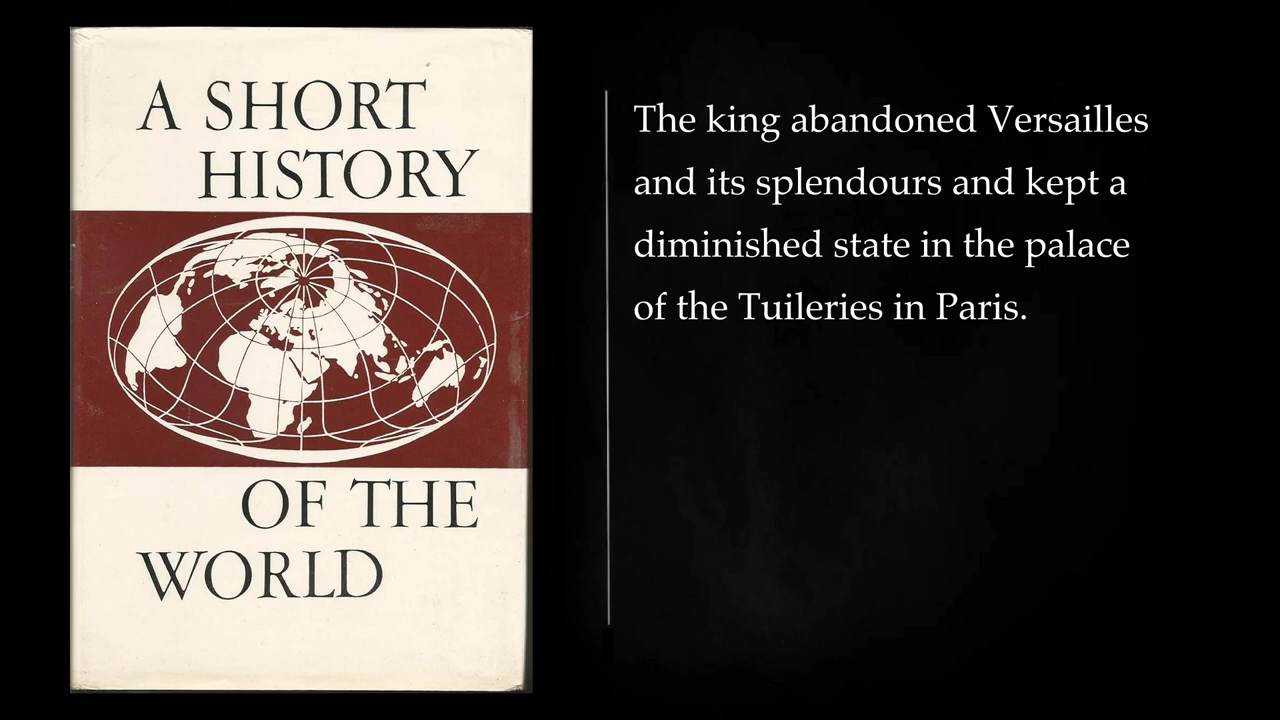 A SHORT
HISTORY
OF THE
WORLD
The king abandoned Versailles
and its splendours and kept a
diminished state in the palace
of the Tuileries in Paris.